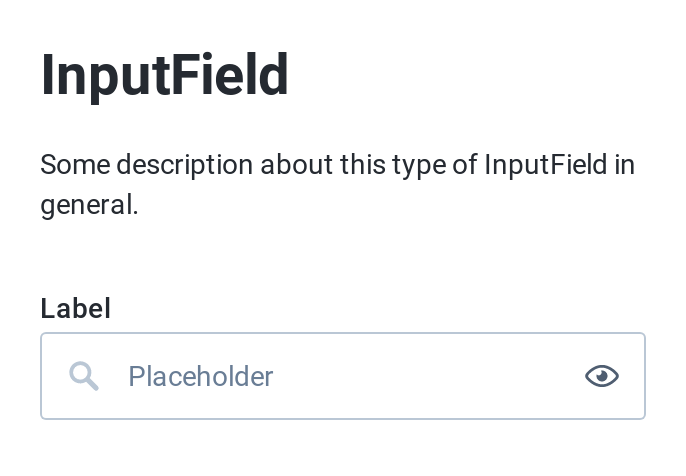 InputField
Some description about this type of InputField in
general.
Label
Placeholder